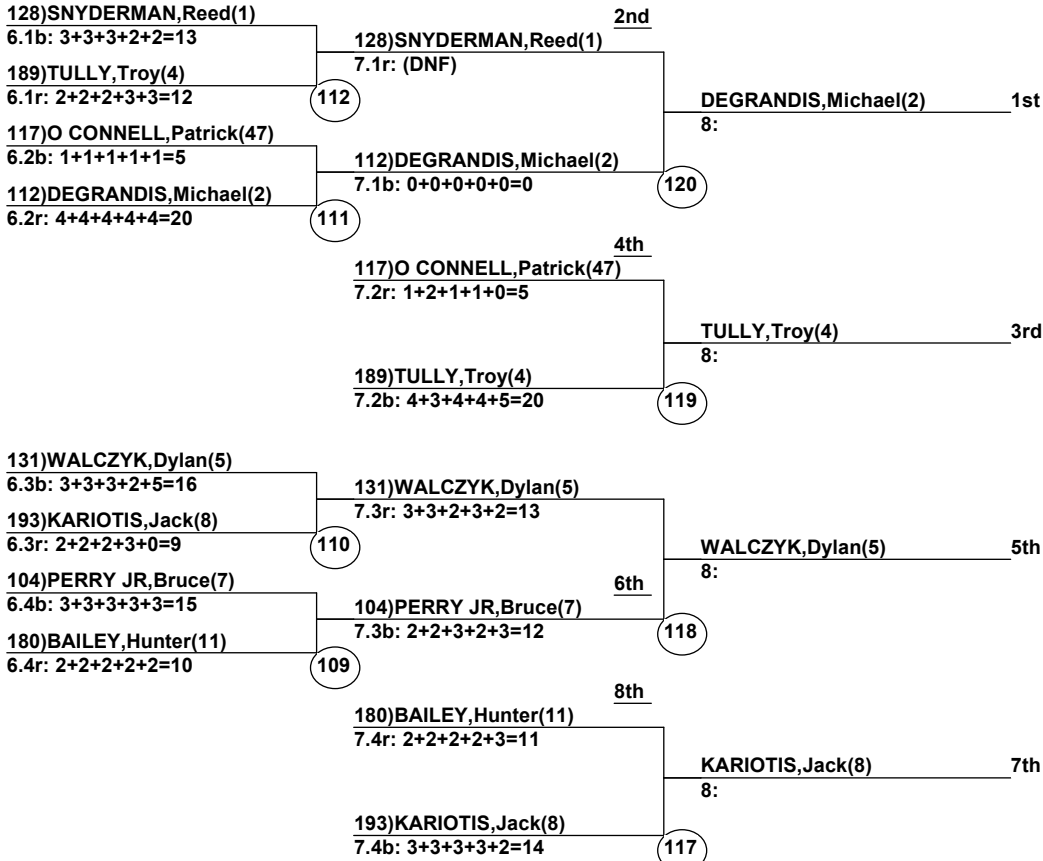 128)SNYDERMAN,Reed(1)
6.1b: 3+3+3+2+2=13
189)TULLY,Troy(4)
6.1r: 2+2+2+3+3=12
112
117)O CONNELL,Patrick(47)
6.2b: 1+1+1+1+1=5
112)DEGRANDIS,Michael(2)
6.2r: 4+4+4+4+4=20
111
2nd
128)SNYDERMAN,Reed(1)
7.1r: (DNF)
112)DEGRANDIS,Michael(2)
7.1b: 0+0+0+0+0=0
120
DEGRANDIS,Michael(2) 1st
8:
4th
117)O CONNELL,Patrick(47)
7.2r: 1+2+1+1+0=5
189)TULLY,Troy(4)
7.2b: 4+3+4+4+5=20
119
TULLY,Troy(4) 3rd
8:
131)WALCZYK,Dylan(5)
6.3b: 3+3+3+2+5=16
193)KARIOTIS,Jack(8)
6.3r: 2+2+2+3+0=9
110
104)PERRY JR,Bruce(7)
6.4b: 3+3+3+3+3=15
180)BAILEY,Hunter(11)
6.4r: 2+2+2+2+2=10
109
131)WALCZYK,Dylan(5)
7.3r: 3+3+2+3+2=13
6th
104)PERRY JR,Bruce(7)
7.3b: 2+2+3+2+3=12
118
WALCZYK,Dylan(5) 5th
8:
8th
180)BAILEY,Hunter(11)
7.4r: 2+2+2+2+3=11
193)KARIOTIS,Jack(8)
7.4b: 3+3+3+3+2=14
117
KARIOTIS,Jack(8) 7th
8: